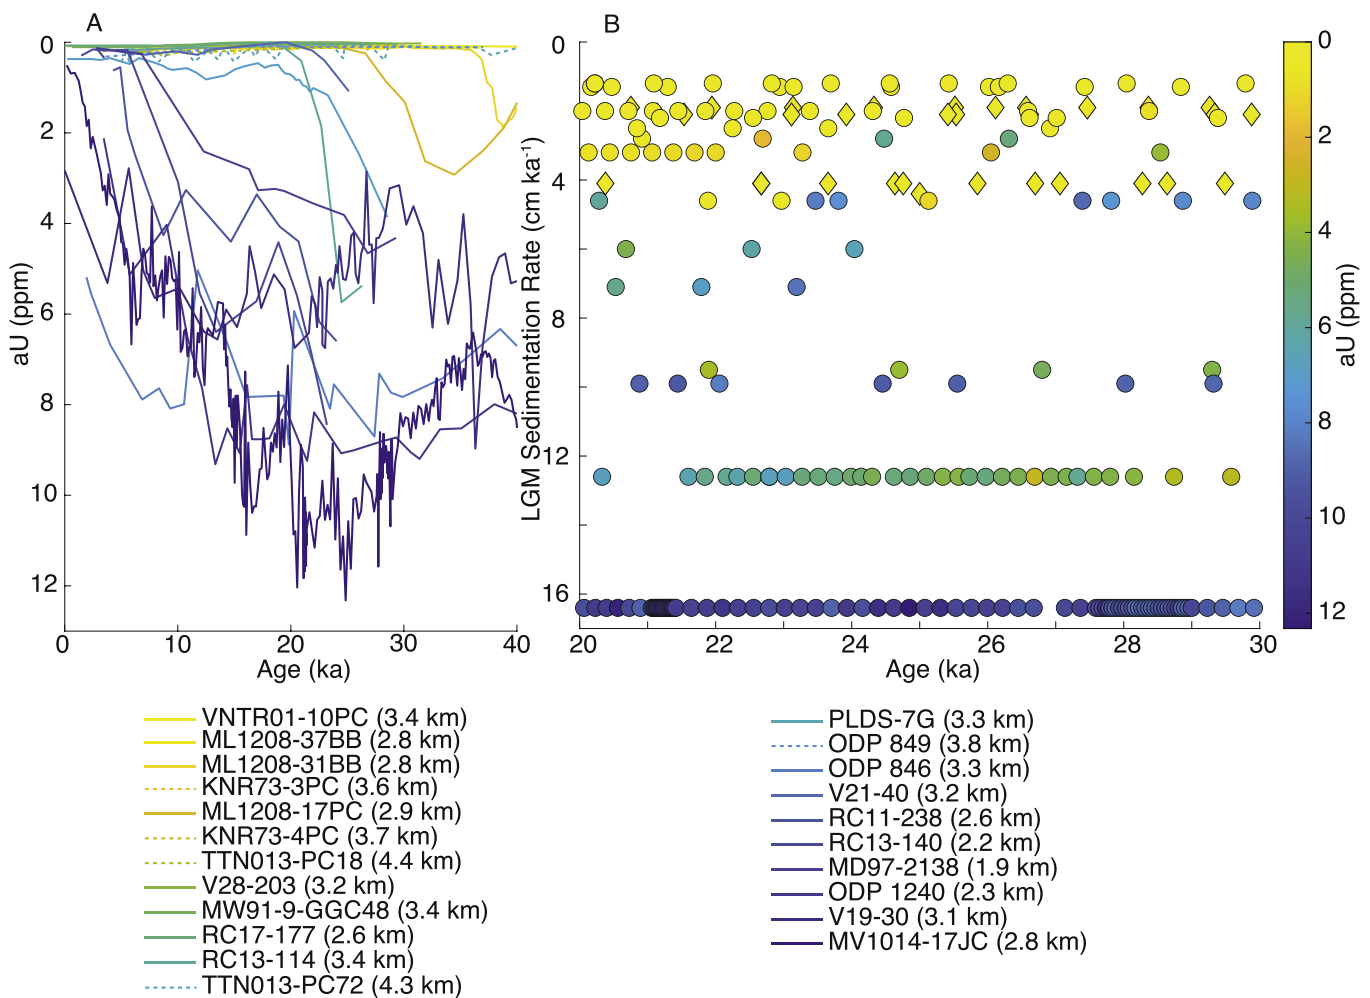 A
B
0
2
4
6
8
10
12
aU (ppm)
0
10
20
30
40
Age (ka)
0
4
8
12
16
LGM Sedimentation Rate (cm ka⁻¹)
20
22
24
26
28
30
Age (ka)
0
2
4
6
8
10
12
aU (ppm)
VNTR01-10PC (3.4 km)
ML1208-37BB (2.8 km)
ML1208-31BB (2.8 km)
KNR73-3PC (3.6 km)
ML1208-17PC (2.9 km)
KNR73-4PC (3.7 km)
TTN013-PC18 (4.4 km)
V28-203 (3.2 km)
MW91-9-GGC48 (3.4 km)
RC17-177 (2.6 km)
RC13-114 (3.4 km)
TTN013-PC72 (4.3 km)
PLDS-7G (3.3 km)
ODP 849 (3.8 km)
ODP 846 (3.3 km)
V21-40 (3.2 km)
RC11-238 (2.6 km)
RC13-140 (2.2 km)
MD97-2138 (1.9 km)
ODP 1240 (2.3 km)
V19-30 (3.1 km)
MV1014-17JC (2.8 km)